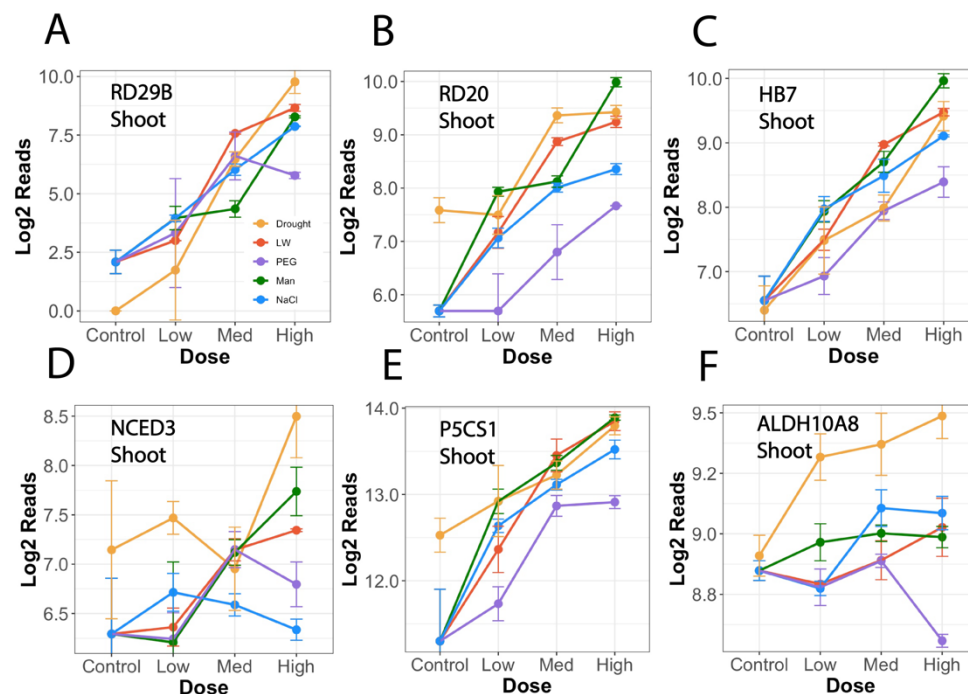 A
RD29B
Shoot
Log2 Reads
10.0
7.5
5.0
2.5
0.0
Drought
LW
PEG
Man
NaCl
Control Low Med High
Dose
B
RD20
Shoot
Log2 Reads
10.0
9.0
8.0
7.0
6.0
Control Low Med High
Dose
C
HB7
Shoot
Log2 Reads
10.0
9.0
8.0
7.0
Control Low Med High
Dose
D
NCED3
Shoot
Log2 Reads
8.5
8.0
7.5
7.0
6.5
Control Low Med High
Dose
E
P5CS1
Shoot
Log2 Reads
14.0
13.0
12.0
Control Low Med High
Dose
F
ALDH10A8
Shoot
Log2 Reads
9.5
9.2
9.0
8.8
Control Low Med High
Dose